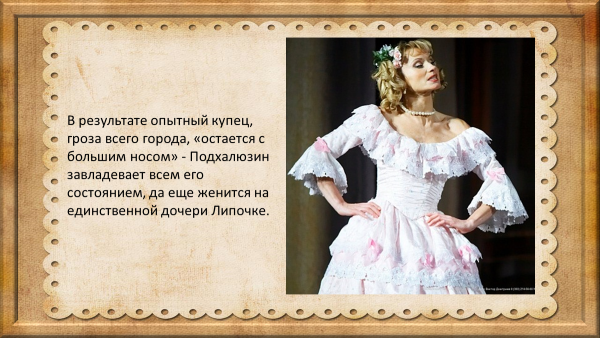 В результате опытный купец,
гроза всего города, «остается с
большим носом» - Подхалюзин
завладевает всем его
состоянием, да еще женится на
единственной дочери Липочке.